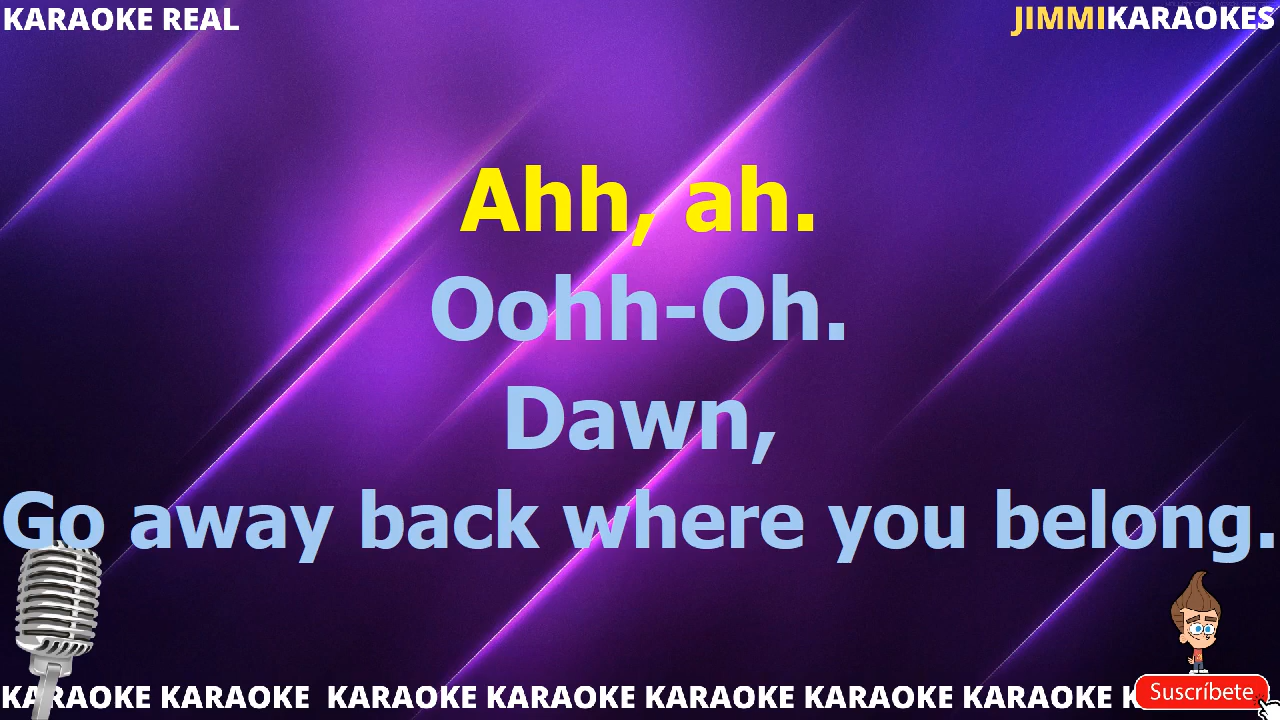 KARAOKE REAL
JIMMIKARAOKES
Ahh, ah.
Oohh-Oh.
Dawn,
Go away back where you belong.
KARAOKE KARAOKE KARAOKE KARAOKE KARAOKE KARAOKE KARAOKE K
Suscríbete